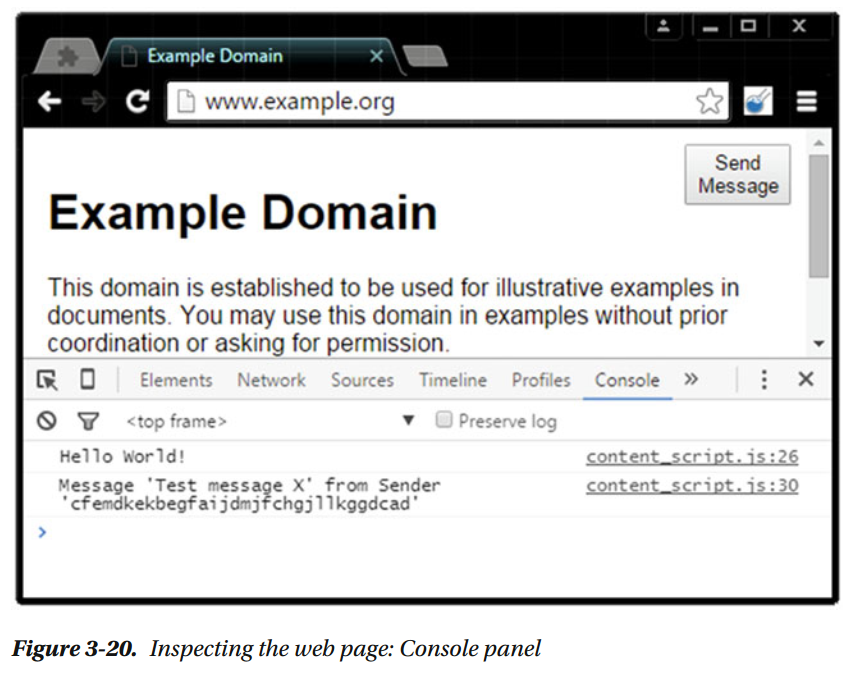 Example Domain
www.example.org
Send
Message
Example Domain
This domain is established to be used for illustrative examples in
documents. You may use this domain in examples without prior
coordination or asking for permission.
Elements Network Sources Timeline Profiles Console »
<top frame> ▼ Preserve log
Hello World! content_script.js:26
Message 'Test message X' from Sender content_script.js:30
'cfemdkekbegfaijdmjfchgjllkggdcad'
>
Figure 3-20. Inspecting the web page: Console panel